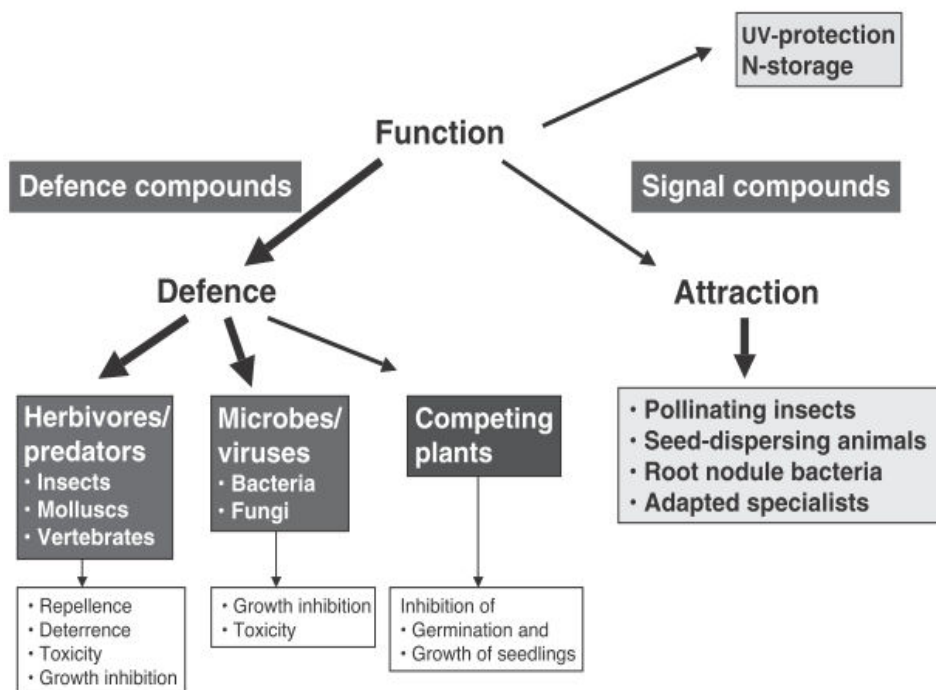 UV-protection
N-storage
Function
Defence compounds
Signal compounds
Defence
Attraction
Herbivores/
predators
• Insects
• Molluscs
• Vertebrates
Microbes/
viruses
• Bacteria
• Fungi
Competing
plants
• Pollinating insects
• Seed-dispersing animals
• Root nodule bacteria
• Adapted specialists
• Repellence
• Deterrence
• Toxicity
• Growth inhibition
• Growth inhibition
• Toxicity
Inhibition of
• Germination and
• Growth of seedlings